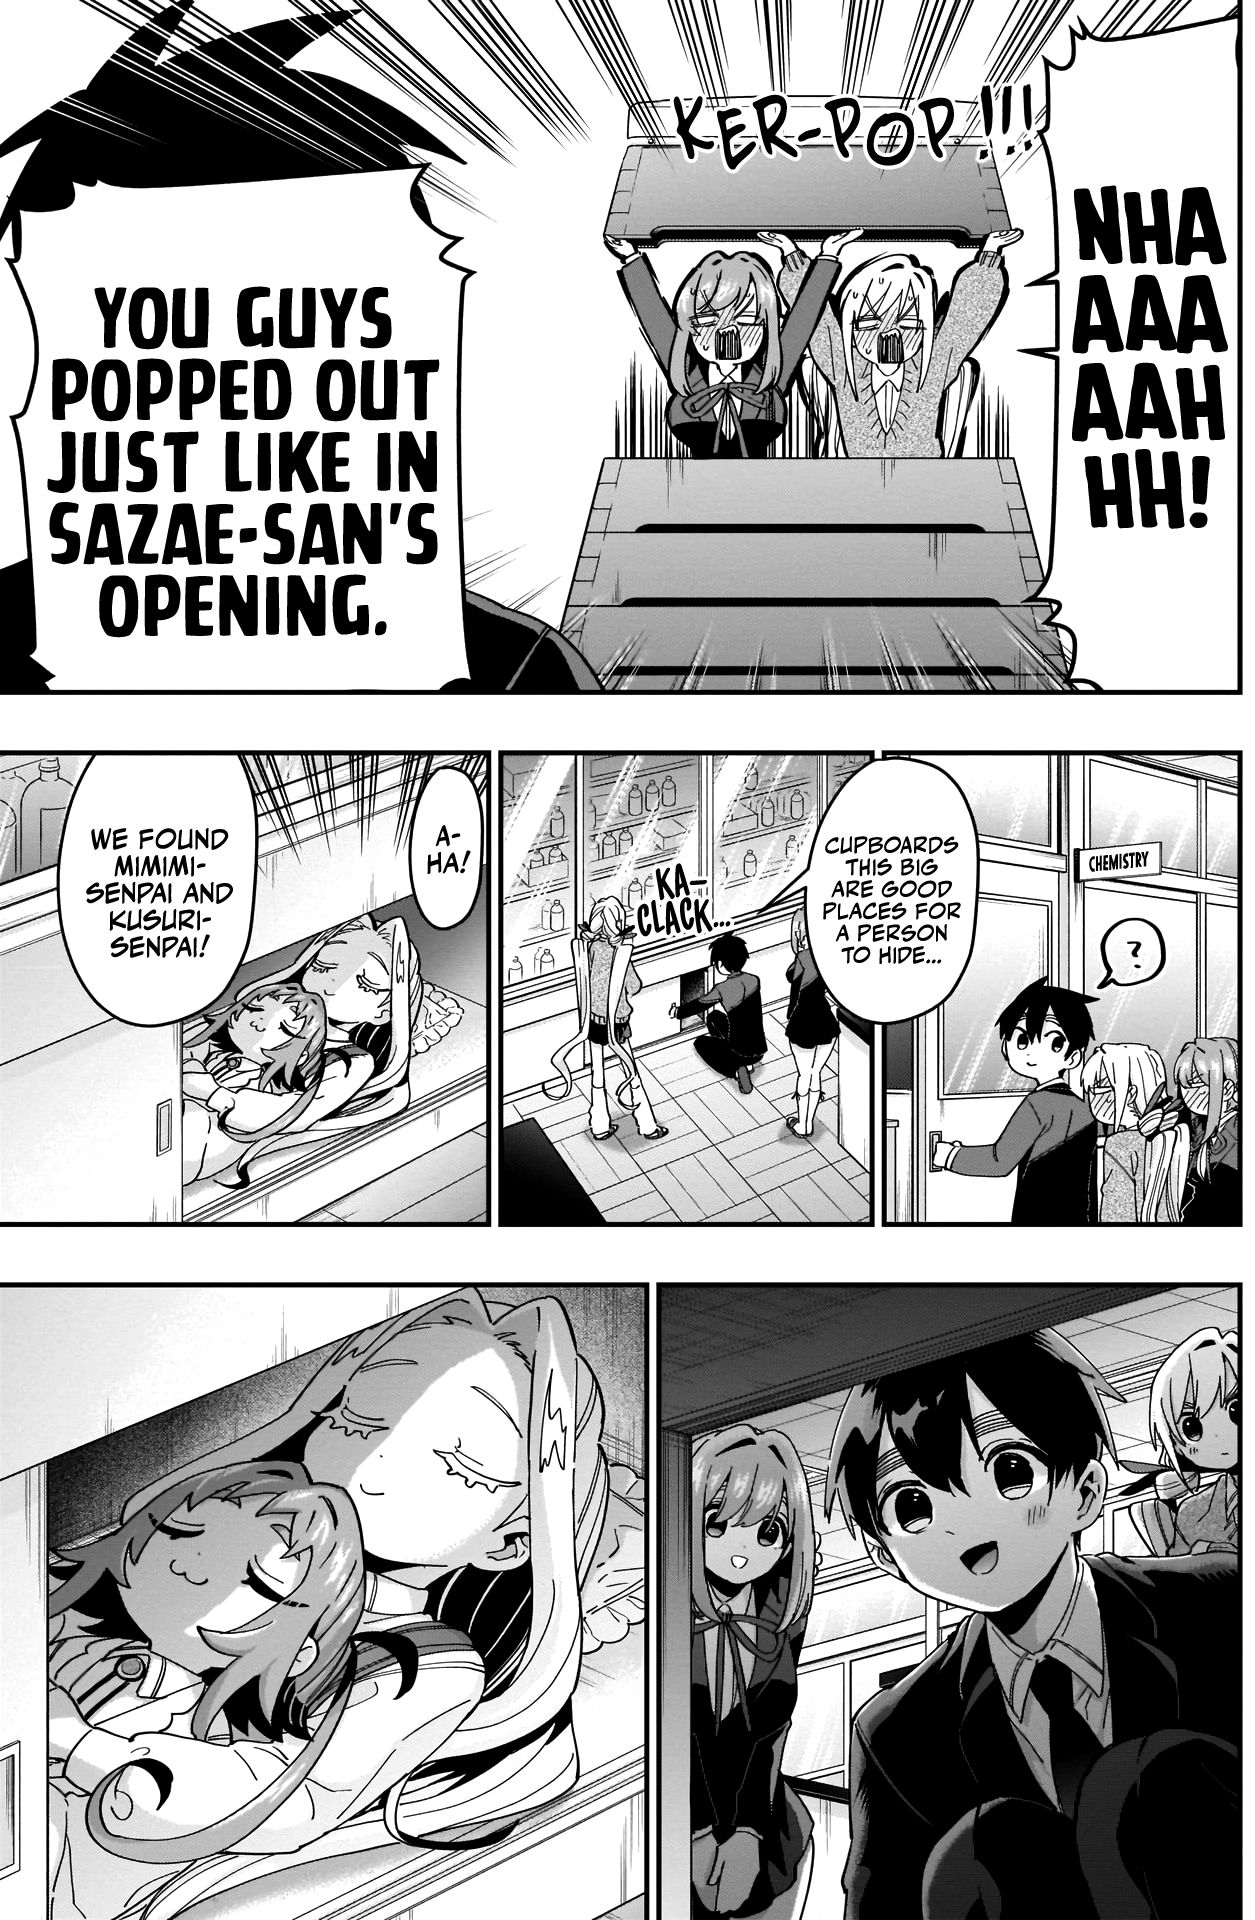 NHA
AAA
AAH
HH!
KER-POP!!!
YOU GUYS
POPPED OUT
JUST LIKE IN
SAZAE-SAN'S
OPENING.
CHEMISTRY
?
CUPBOARDS
THIS BIG
ARE GOOD
PLACES FOR
A PERSON
TO HIDE...
KA-
CLACK...
A-
HA!
WE FOUND
MIMIMI-
SENPAI AND
KUSURI-
SENPAI!